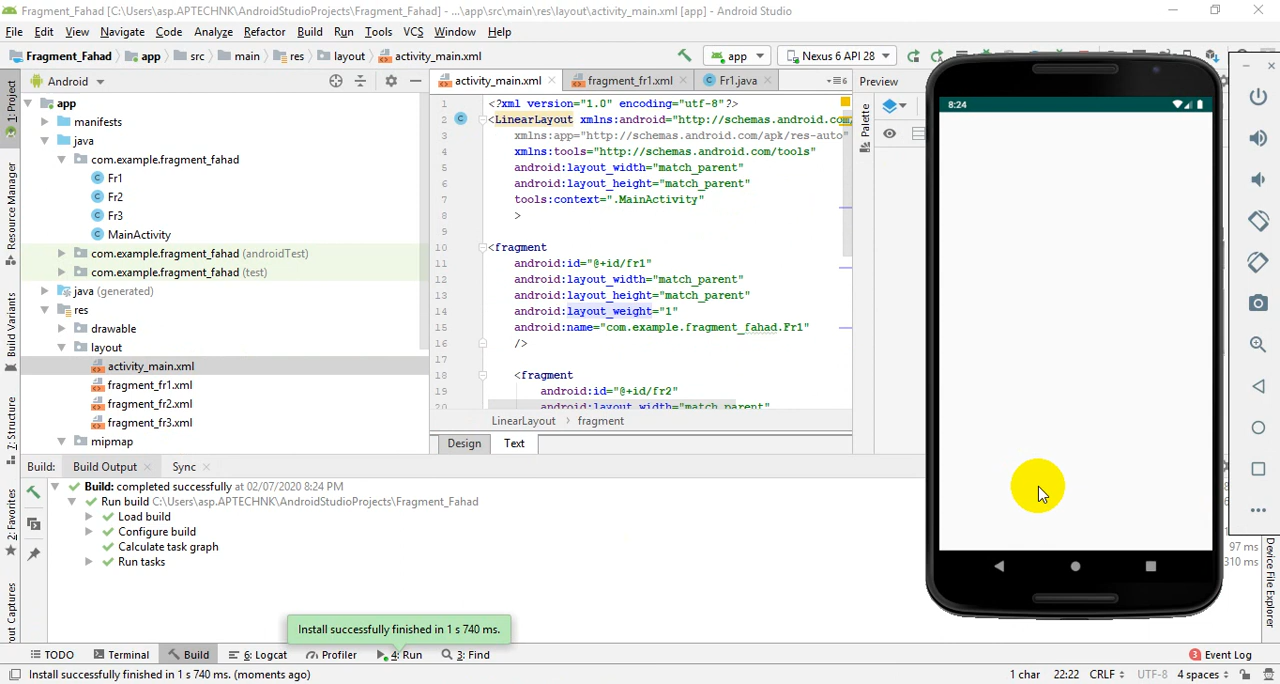 Fragment_Fahad [C:\Users\asp.APTECHNK\AndroidStudioProjects\Fragment_Fahad] - ...\app\src\main\res\layout\activity_main.xml [app] - Android Studio
File Edit View Navigate Code Analyze Refactor Build Run Tools VCS Window Help
Fragment_Fahad app src main res layout activity_main.xml app Nexus 6 API 28
1: Project
Android
activity_main.xml fragment_fr1.xml Fr1.java
Preview
app
manifests
java
com.example.fragment_fahad
Fr1
Fr2
Fr3
MainActivity
com.example.fragment_fahad (androidTest)
com.example.fragment_fahad (test)
java (generated)
res
drawable
layout
activity_main.xml
fragment_fr1.xml
fragment_fr2.xml
fragment_fr3.xml
mipmap
Resource Manager
Build Variants
Z: Structure
2: Favorites
1 <?xml version="1.0" encoding="utf-8"?>
2 <LinearLayout xmlns:android="http://schemas.android.com/
3 xmlns:app="http://schemas.android.com/apk/res-auto"
4 xmlns:tools="http://schemas.android.com/tools"
5 android:layout_width="match_parent"
6 android:layout_height="match_parent"
7 tools:context=".MainActivity"
8 >
9
10 <fragment
11 android:id="@+id/fr1"
12 android:layout_width="match_parent"
13 android:layout_height="match_parent"
14 android:layout_weight="1"
15 android:name="com.example.fragment_fahad.Fr1"
16 />
17
18 <fragment
19 android:id="@+id/fr2"
20 android:layout_width="match_parent"
LinearLayout fragment
Design Text
Palette
8:24
Build: Build Output Sync
Build: completed successfully at 02/07/2020 8:24 PM
Run build C:\Users\asp.APTECHNK\AndroidStudioProjects\Fragment_Fahad
Load build
Configure build
Calculate task graph
Run tasks
97 ms
310 ms
Device File Explorer
Install successfully finished in 1 s 740 ms.
TODO Terminal Build 6: Logcat Profiler 4: Run 3: Find
3 Event Log
Install successfully finished in 1 s 740 ms. (moments ago)
1 char 22:22 CRLF UTF-8 4 spaces